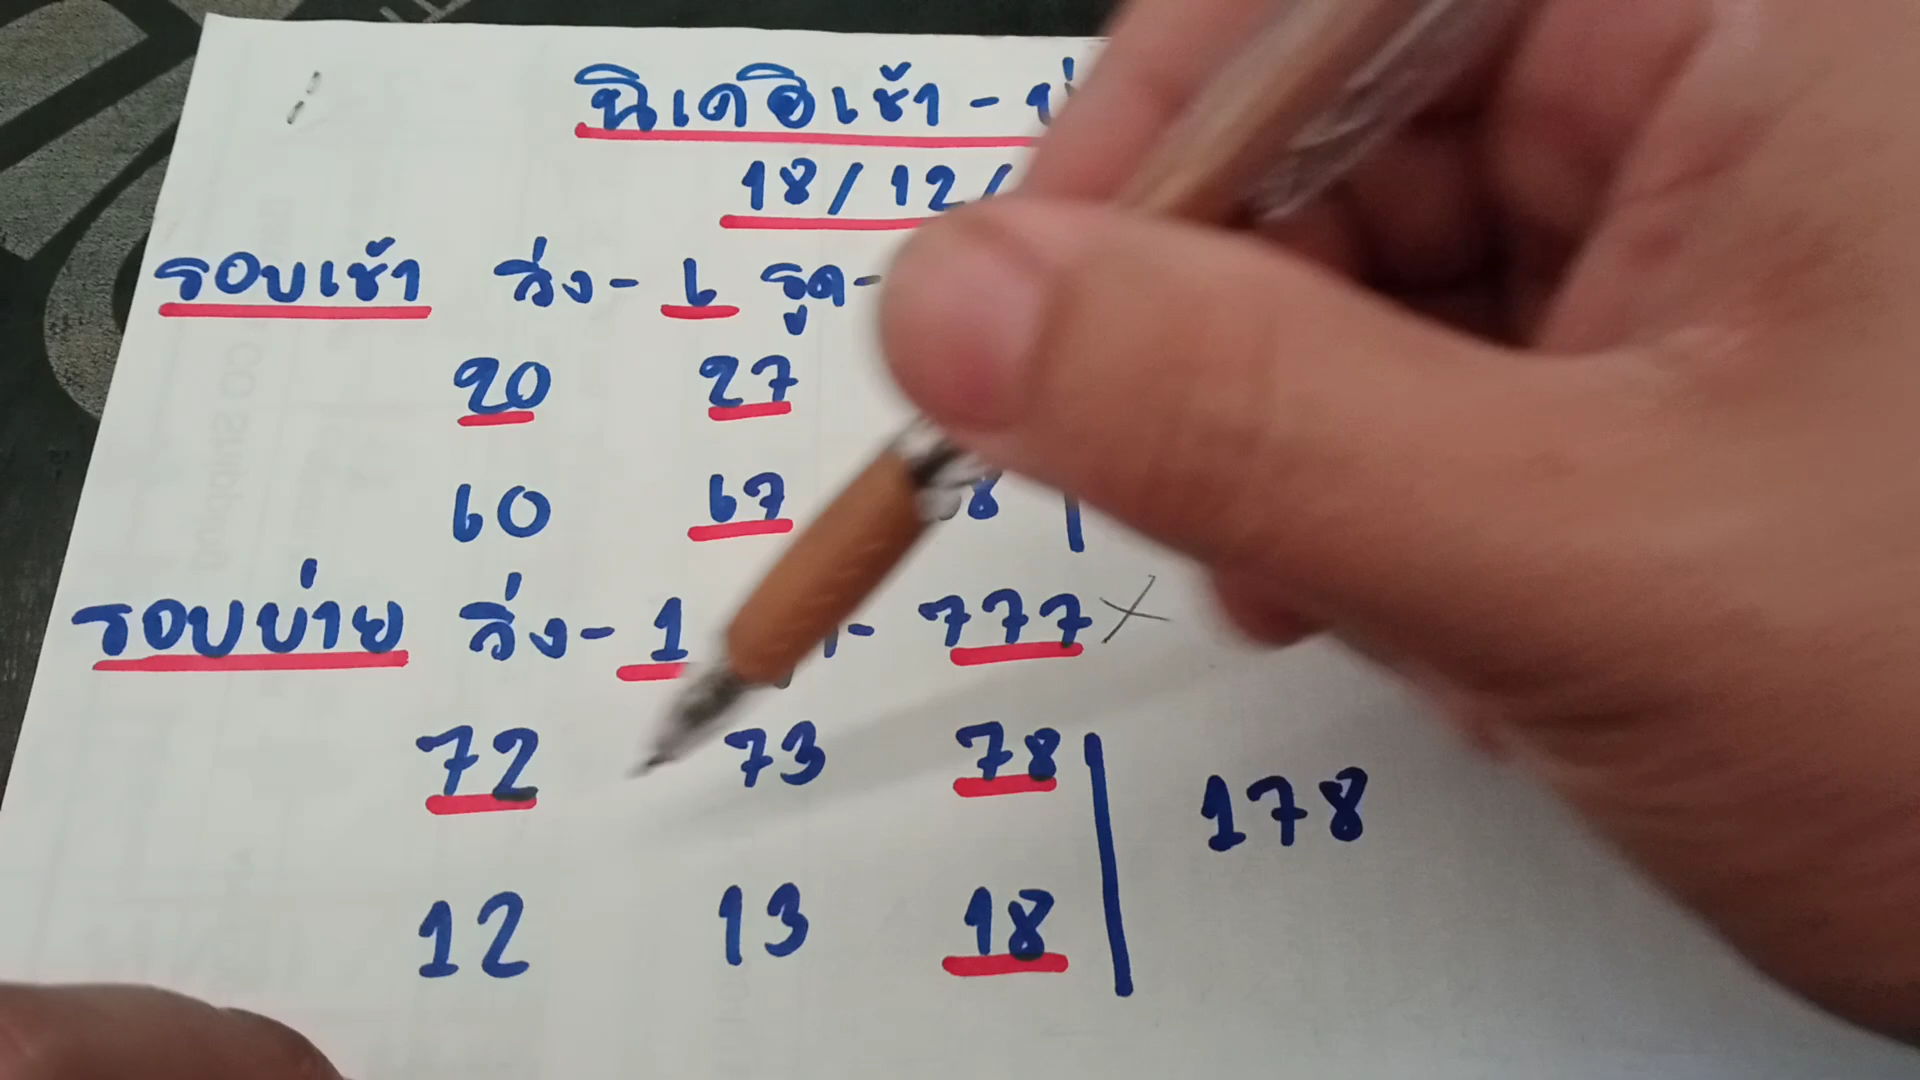 นิเคอิเช้า - บ่
18/12/
รอบเช้า วิ่ง - 6 รูด-
20 27
60 67 8
รอบบ่าย วิ่ง - 1 - 777 ×
72 73 78
178
12 13 18